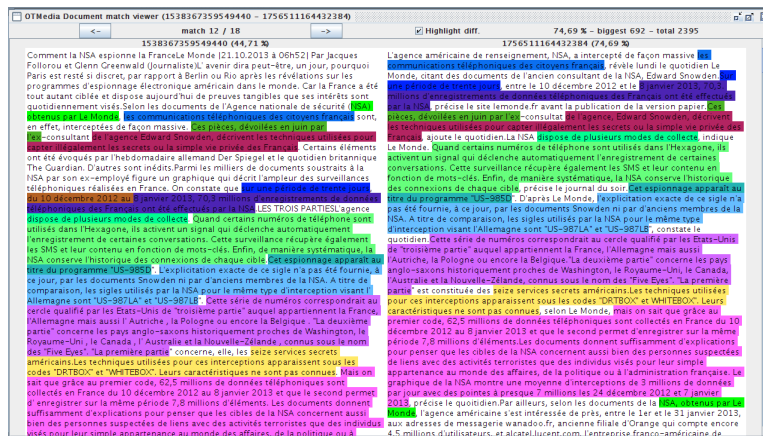 OTMedia Document match viewer (1538367359549440 - 1756511164432384)
<-- match 12 / 18 --> Highlight diff. 74,69 % - biggest 692 - total 2395
1538367359549440 (44,71 %)
Comment la NSA espionne la FranceLe Monde (21.10.2013 à 06h52) Par Jacques
Follorou et Glenn Greenwald (Journaliste)L' avenir dira peut-être, un jour, pourquoi
Paris est resté si discret, par rapport à Berlin ou Rio après les révélations sur les
programmes d'espionnage électronique américain dans le monde. Car la France a été
tout autant ciblée et dispose aujourd'hui de preuves tangibles que ses intérêts sont
quotidiennement visés.Selon les documents de l'Agence nationale de sécurité (NSA)
obtenus par Le Monde, les communications téléphoniques des citoyens français sont,
en effet, interceptées de façon massive. Ces pièces, dévoilées en juin par
l'ex-consultant de l'agence Edward Snowden, décrivent les techniques utilisées pour
capter illégalement les secrets ou la simple vie privée des Français. Certains éléments
ont été évoqués par l'hebdomadaire allemand Der Spiegel et le quotidien britannique
The Guardian. D'autres sont inédits.Parmi les milliers de documents soustraits à la
NSA par son ex-employé figure un graphique qui décrit l'ampleur des surveillances
téléphoniques réalisées en France. On constate que sur une période de trente jours,
du 10 décembre 2012 au 8 janvier 2013, 70,3 millions d'enregistrements de données
téléphoniques des Français ont été effectués par la NSA.LES TROIS PARTIESL'agence
dispose de plusieurs modes de collecte. Quand certains numéros de téléphone sont
utilisés dans l'Hexagone, ils activent un signal qui déclenche automatiquement
l'enregistrement de certaines conversations. Cette surveillance récupère également
les SMS et leur contenu en fonction de mots-clés. Enfin, de manière systématique, la
NSA conserve l'historique des connexions de chaque cible.Cet espionnage apparaît au
titre du programme "US-985D". L'explicitation exacte de ce sigle n'a pas été fournie, à
ce jour, par les documents Snowden ni par d'anciens membres de la NSA. A titre de
comparaison, les sigles utilisés par la NSA pour le même type d'interception visant l'
Allemagne sont "US-987LA" et "US-987LB". Cette série de numéros correspondrait au
cercle qualifié par les Etats-Unis de "troisième partie" auquel appartiennent la France,
l'Allemagne mais aussi l' Autriche , la Pologne ou encore la Belgique . "La deuxième
partie" concerne les pays anglo-saxons historiquement proches de Washington, le
Royaume-Uni , le Canada , l' Australie et la Nouvelle-Zélande , connus sous le nom
des "Five Eyes". "La première partie" concerne, elle, les seize services secrets
américains.Les techniques utilisées pour ces interceptions apparaissent sous les
codes "DRTBOX" et "WHITEBOX". Leurs caractéristiques ne sont pas connues. Mais on
sait que grâce au premier code, 62,5 millions de données téléphoniques sont
collectés en France du 10 décembre 2012 au 8 janvier 2013 et que le second permet
d' enregistrer sur la même période 7,8 millions d'éléments. Les documents donnent
suffisamment d'explications pour penser que les cibles de la NSA concernent aussi
bien des personnes suspectées de liens avec des activités terroristes que des individus
visés pour leur simple appartenance au monde des affaires, de la politique ou à
1756511164432384 (74,69 %)
L'agence américaine de renseignement, NSA, a intercepté de façon massive les
communications téléphoniques des citoyens français, révèle lundi le quotidien Le
Monde, citant des documents de l'ancien consultant de la NSA, Edward Snowden.Sur
une période de trente jours, entre le 10 décembre 2012 et le 8 janvier 2013, 70,3
millions d'enregistrements de données téléphoniques des Français ont été effectués
par la NSA, précise le site lemonde.fr avant la publication de la version papier.Ces
pièces, dévoilées en juin par l'ex-consultat de l'agence, Edward Snowden, décrivent
les techniques utilisées pour capter illégalement les secrets ou la simple vie privée des
Français, ajoute le quotidien.La NSA dispose de plusieurs modes de collecte, indique
Le Monde. Quand certains numéros de téléphone sont utilisés dans l'Hexagone, ils
activent un signal qui déclenche automatiquement l'enregistrement de certaines
conversations. Cette surveillance récupère également les SMS et leur contenu en
fonction de mots-clés. Enfin, de manière systématique, la NSA conserve l'historique
des connexions de chaque cible, précise le journal du soir.Cet espionnage apparaît au
titre du programme "US-985D". D'après Le Monde, l'explicitation exacte de ce sigle n'a
pas été fournie, à ce jour, par les documents Snowden ni par d'anciens membres de la
NSA. A titre de comparaison, les sigles utilisés par la NSA pour le même type
d'interception visant l'Allemagne sont "US-987LA" et "US-987LB", constate le
quotidien.Cette série de numéros correspondrait au cercle qualifié par les Etats-Unis
de "troisième partie" auquel appartiennent la France, l'Allemagne mais aussi
l'Autriche, la Pologne ou encore la Belgique."La deuxième partie" concerne les pays
anglo-saxons historiquement proches de Washington, le Royaume-Uni, le Canada,
l'Australie et la Nouvelle-Zélande, connus sous le nom des "Five Eyes". "La première
partie" est constituée des seize services secrets américains.Les techniques utilisées
pour ces interceptions apparaissent sous les codes "DRTBOX" et WHITEBOX". Leurs
caractéristiques ne sont pas connues, selon Le Monde, mais on sait que grâce au
premier code, 62,5 millions de données téléphoniques sont collectés en France du 10
décembre 2012 au 8 janvier 2013 et que le second permet d'enregistrer sur la même
période 7,8 millions d'éléments.Les documents donnent suffisamment d'explications
pour penser que les cibles de la NSA concernent aussi bien des personnes suspectées
de liens avec des activités terroristes que des individus visés pour leur simple
appartenance au monde des affaires, de la politique ou à l'administration française. Le
graphique de la NSA montre une moyenne d'interceptions de 3 millions de données
par jour avec des pointes à presque 7 millions les 24 décembre 2012 et 7 janvier
2013, précise le quotidien.Par ailleurs, selon des documents de la NSA, obtenus par Le
Monde, l'agence américaine s'est intéressée de près, entre le 1er et le 31 janvier 2013,
aux adresses de messagerie wanadoo.fr, ancienne filiale d'Orange qui compte encore
4,5 millions d'utilisateurs, et alcatel-lucent.com, l'entreprise franco-américaine de